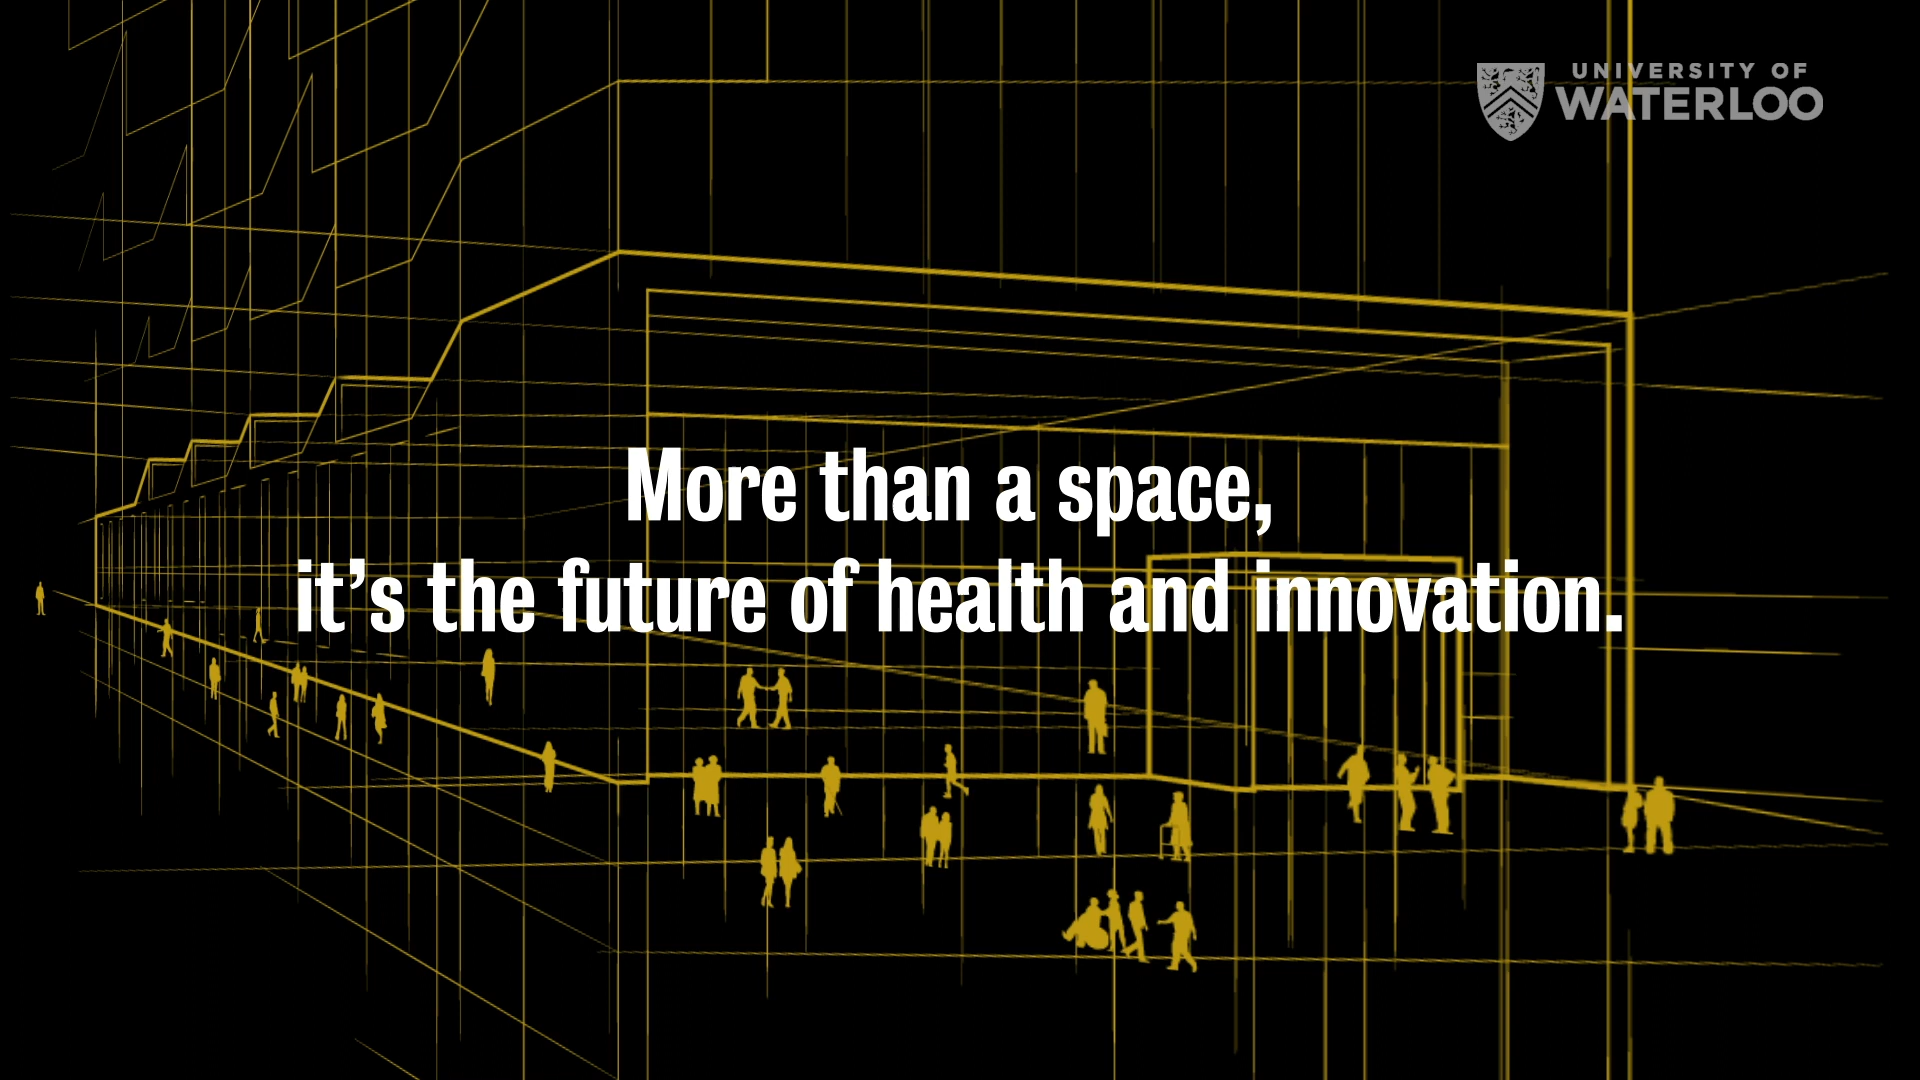 UNIVERSITY OF
WATERLOO
More than a space,
it’s the future of health and innovation.